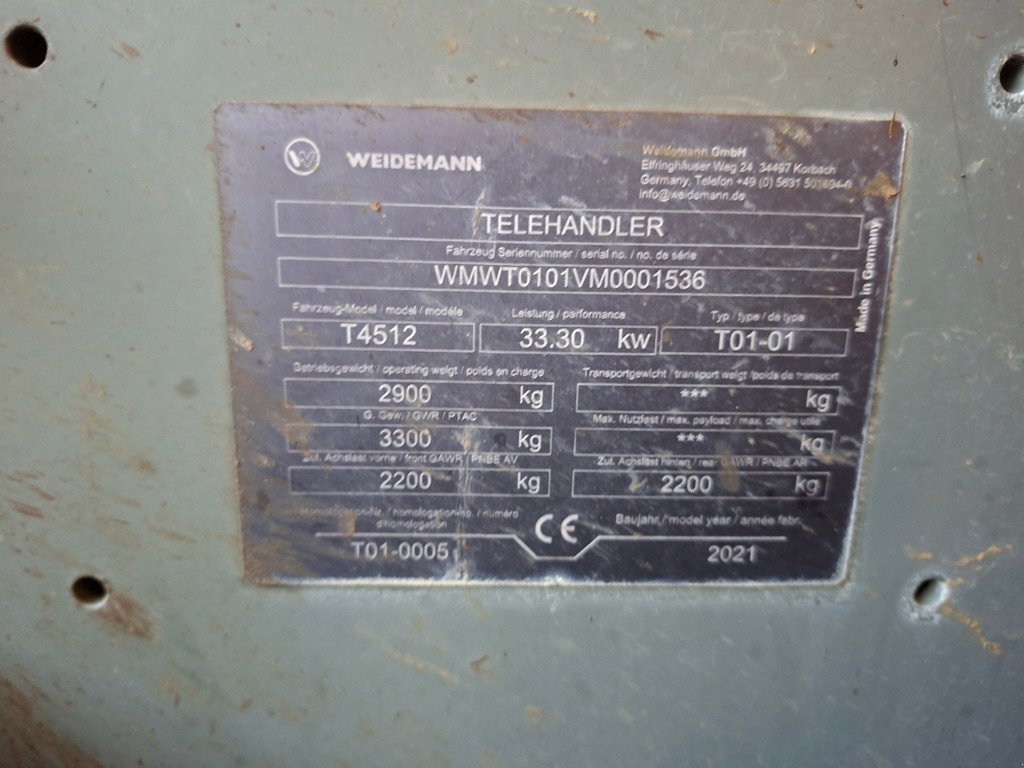 W WEIDEMANN
Weidemann GmbH
Elfringhäuser Weg 24, 34497 Korbach
Germany, Telefon +49 (0) 5631
info@weidemann.de
TELEHANDLER
Fahrzeug Seriennummer / serial no. / no. de série
WMWT0101VM0001536
Made in Germany
Fahrzeug-Model / model / modéle
Leistung / performance
Typ / type / de type
T4512
33.30 kw
T01-01
Betriebsgewicht / operating weigt / poids en charge
Transportgewicht / transport weigt /poids de transport
2900 kg
*** kg
G. Gew. / GWR / PTAC
Max. Nutzlast / max. payload / max. charge utile
3300 kg
*** kg
Zul. Achslast vorne / front GAWR / PNBE AV
Zul. Achslast hinten / rear GAWR / PNBE AR
2200 kg
2200 kg
Homologation-Nr. / homologation-no. / numéro
d'homologation
CE
Baujahr / model year / année fabr.
T01-0005
2021